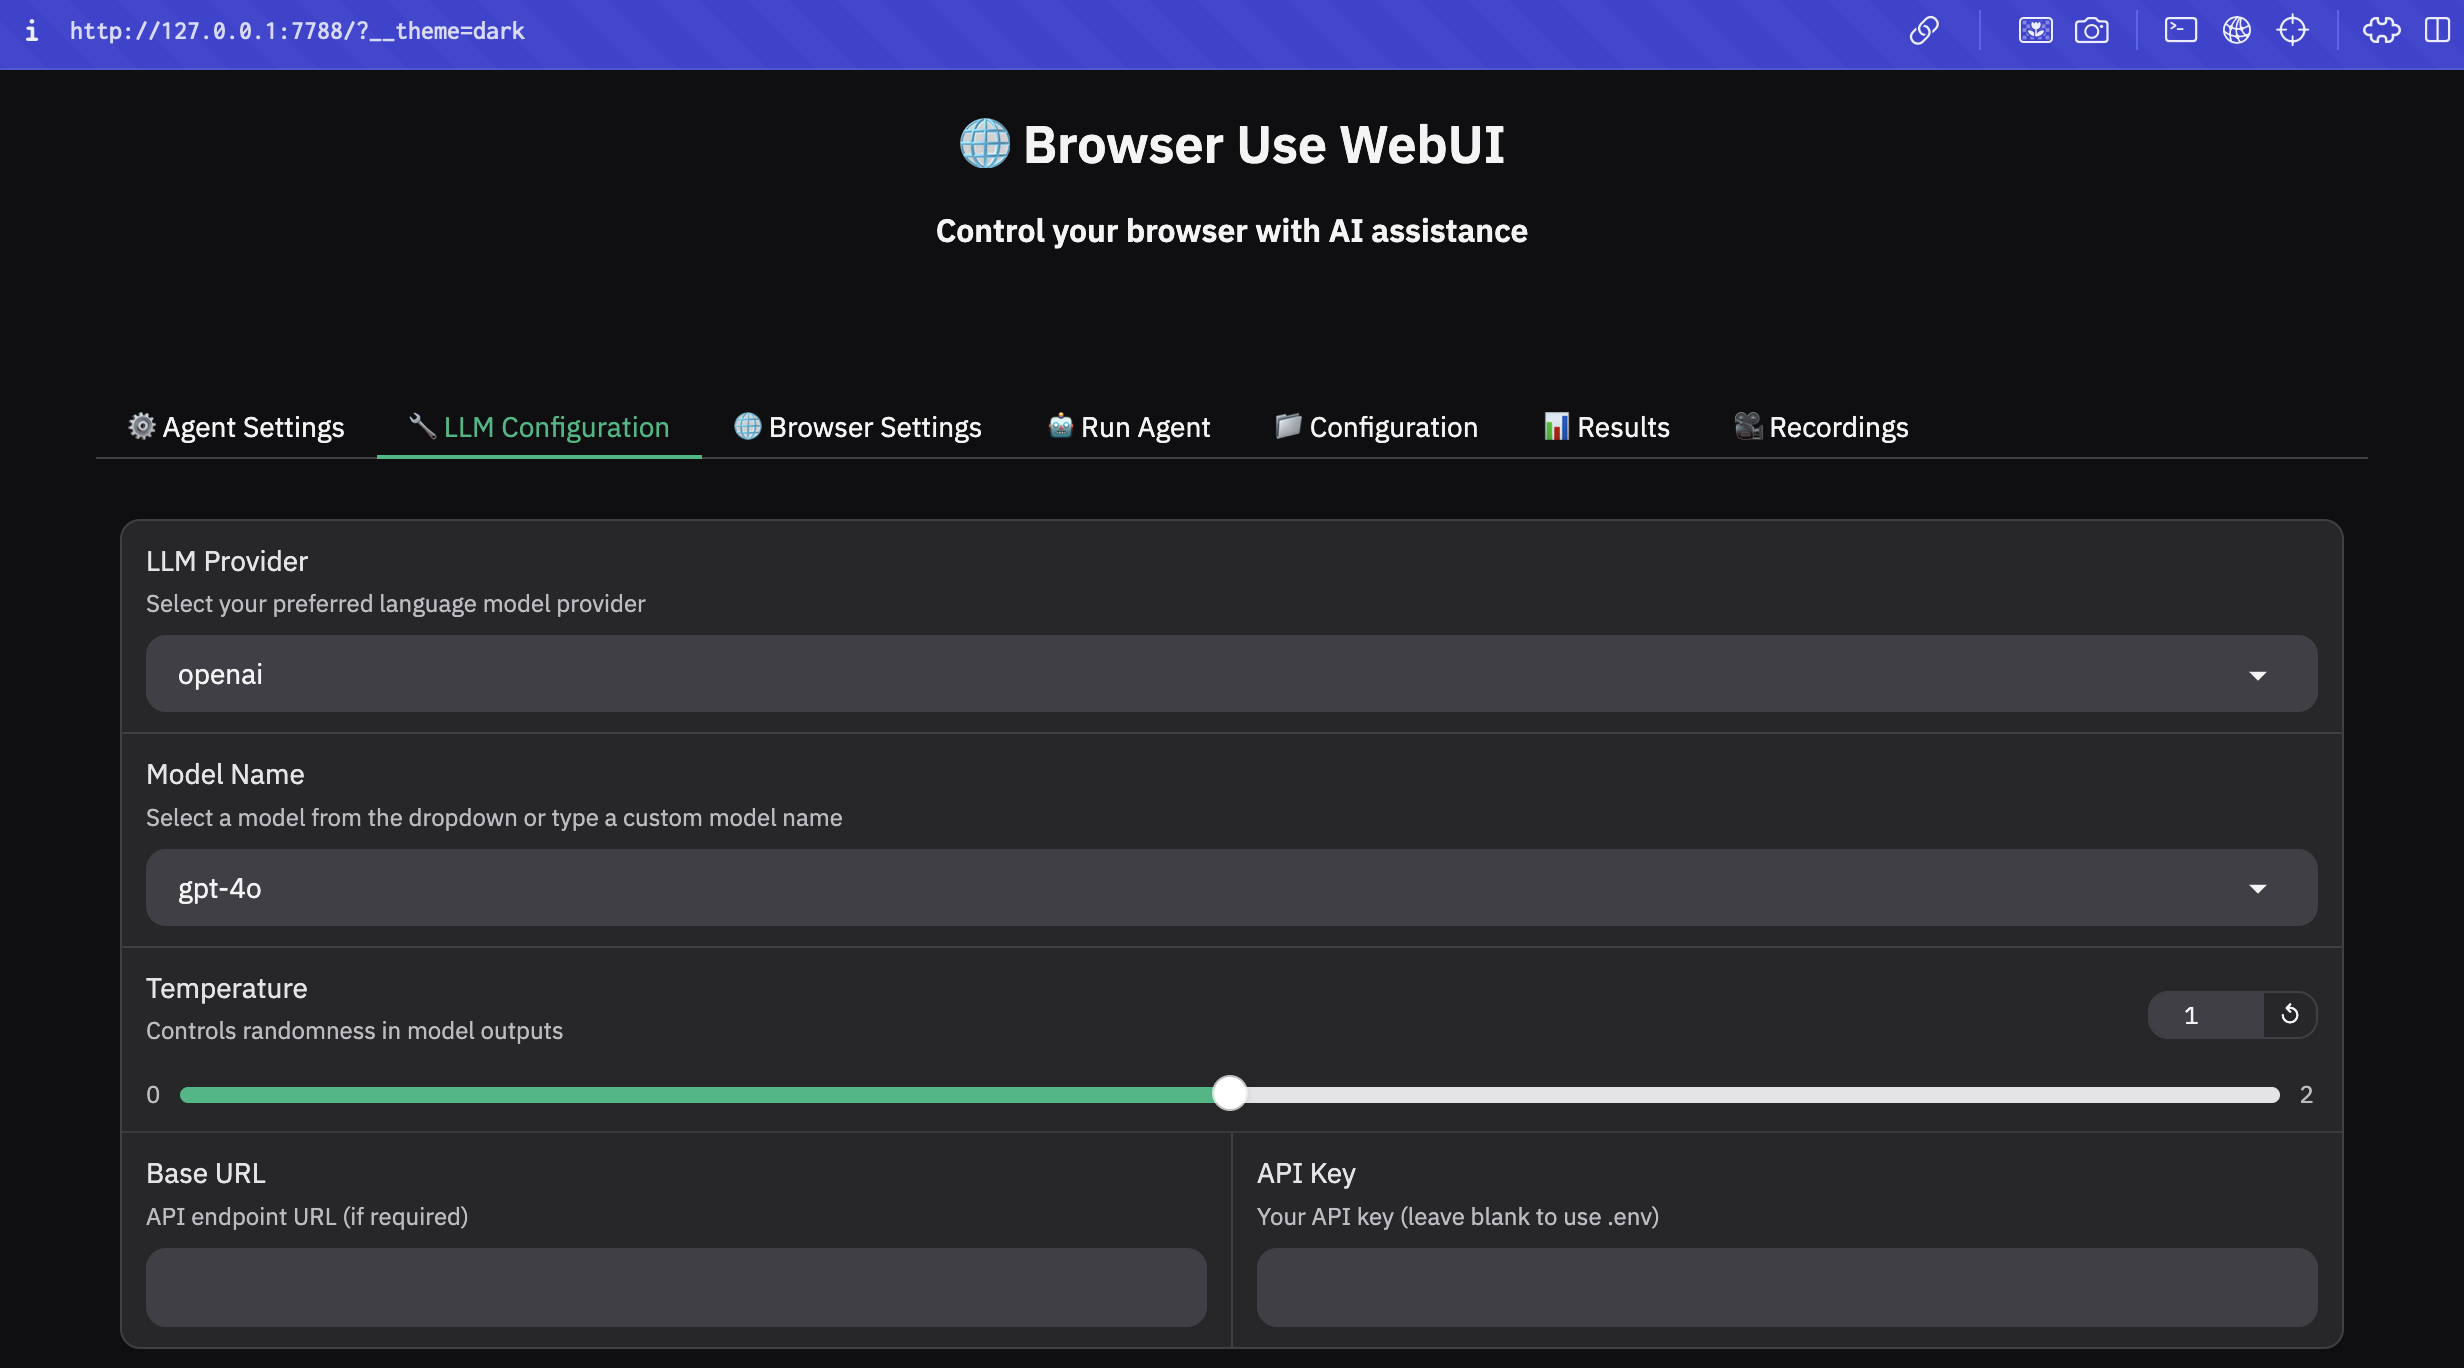 http://127.0.0.1:7788/?__theme=dark
Browser Use WebUI
Control your browser with AI assistance
Agent Settings
LLM Configuration
Browser Settings
Run Agent
Configuration
Results
Recordings
LLM Provider
Select your preferred language model provider
openai
Model Name
Select a model from the dropdown or type a custom model name
gpt-4o
Temperature
Controls randomness in model outputs
1
0
2
Base URL
API endpoint URL (if required)
API Key
Your API key (leave blank to use .env)